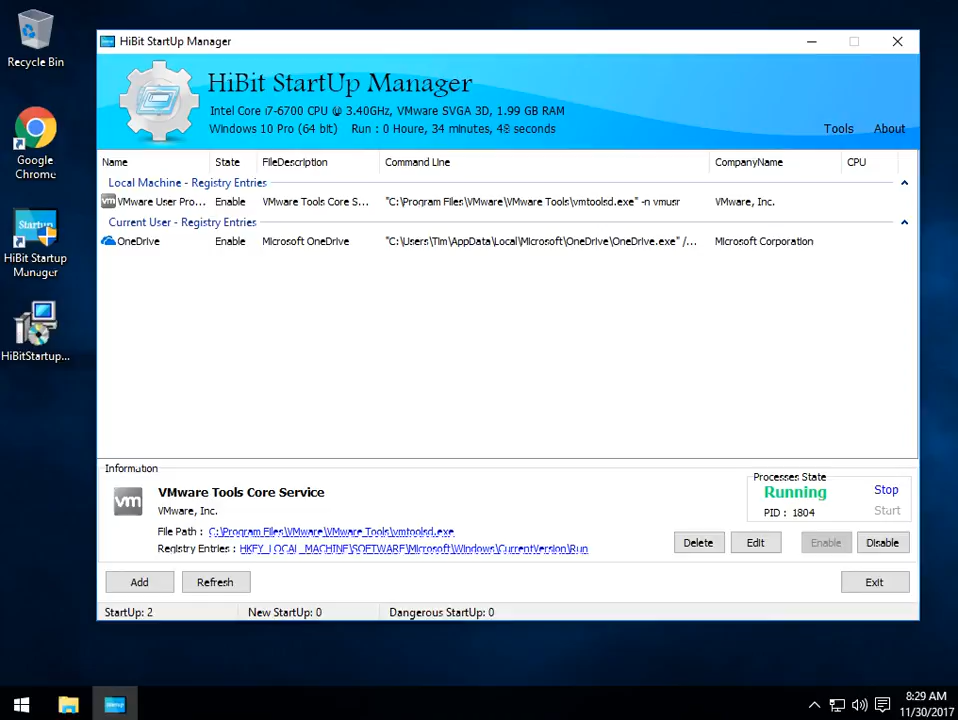 Recycle Bin
Google
Chrome
HiBit Startup
Manager
HiBitStartup...
HiBit StartUp Manager
HiBit StartUp Manager
Intel Core i7-6700 CPU @ 3.40GHz, VMware SVGA 3D, 1.99 GB RAM
Windows 10 Pro (64 bit) Run : 0 Houre, 34 minutes, 48 seconds
Tools About
Name State FileDescription Command Line CompanyName CPU
Local Machine - Registry Entries
VMware User Pro... Enable VMware Tools Core S... "C:\Program Files\VMware\VMware Tools\vmtoolsd.exe" -n vmusr VMware, Inc.
Current User - Registry Entries
OneDrive Enable Microsoft OneDrive "C:\Users\Tim\AppData\Local\Microsoft\OneDrive\OneDrive.exe" /... Microsoft Corporation
Information
vm
VMware Tools Core Service
VMware, Inc.
File Path : C:\Program Files\VMware\VMware Tools\vmtoolsd.exe
Registry Entries : HKEY_LOCAL_MACHINE\SOFTWARE\Microsoft\Windows\CurrentVersion\Run
Processes State
Running Stop
PID : 1804 Start
Delete Edit Enable Disable
Add Refresh Exit
StartUp: 2 New StartUp: 0 Dangerous StartUp: 0
8:29 AM
11/30/2017